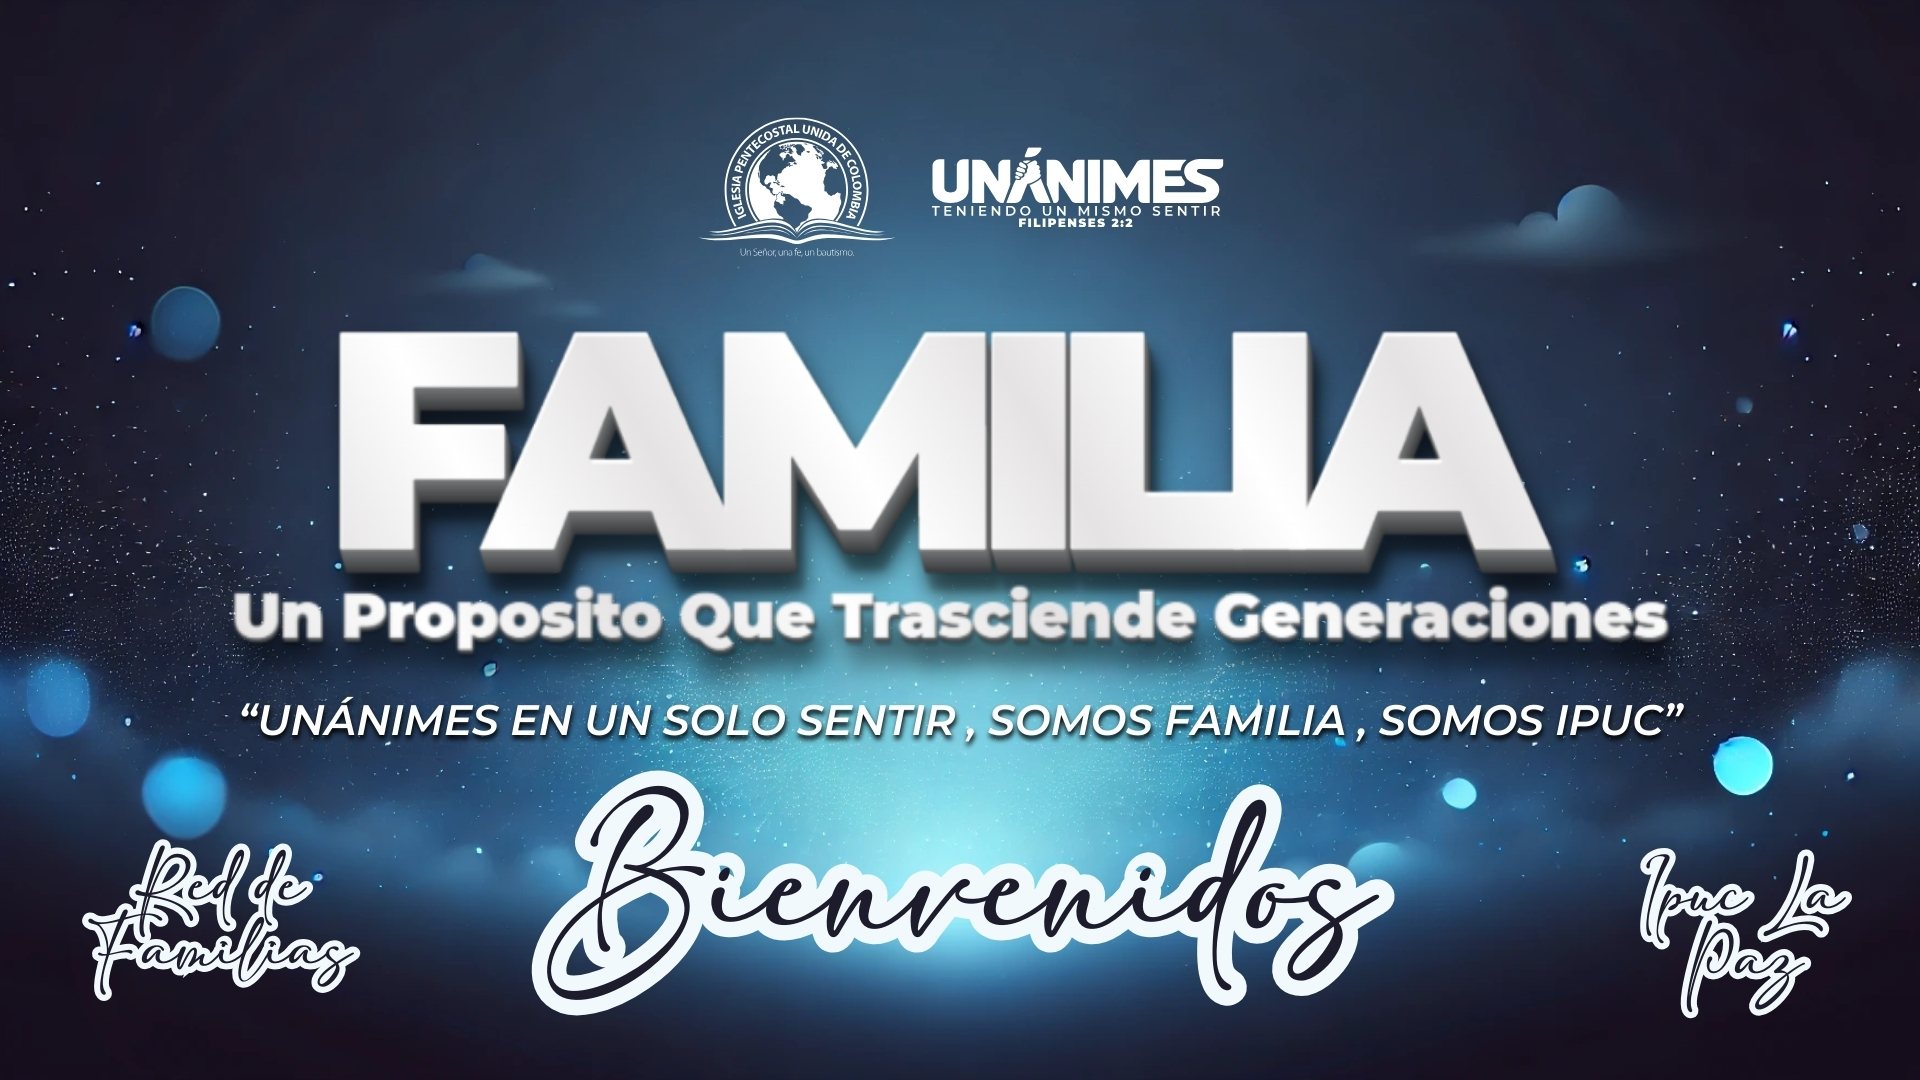 IGLESIA PENTECOSTAL UNIDA DE COLOMBIA
Un Señor, una fe, un bautismo.
UNÁNIMES
TENIENDO UN MISMO SENTIR
FILIPENSES 2:2
FAMILIA
Un Proposito Que Trasciende Generaciones
“UNÁNIMES EN UN SOLO SENTIR , SOMOS FAMILIA , SOMOS IPUC”
Bienvenidos
Red de
Familias
Ipuc La
Paz